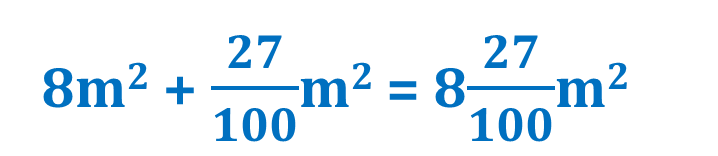 8m² + 27/100 m² = 8 27/100 m²